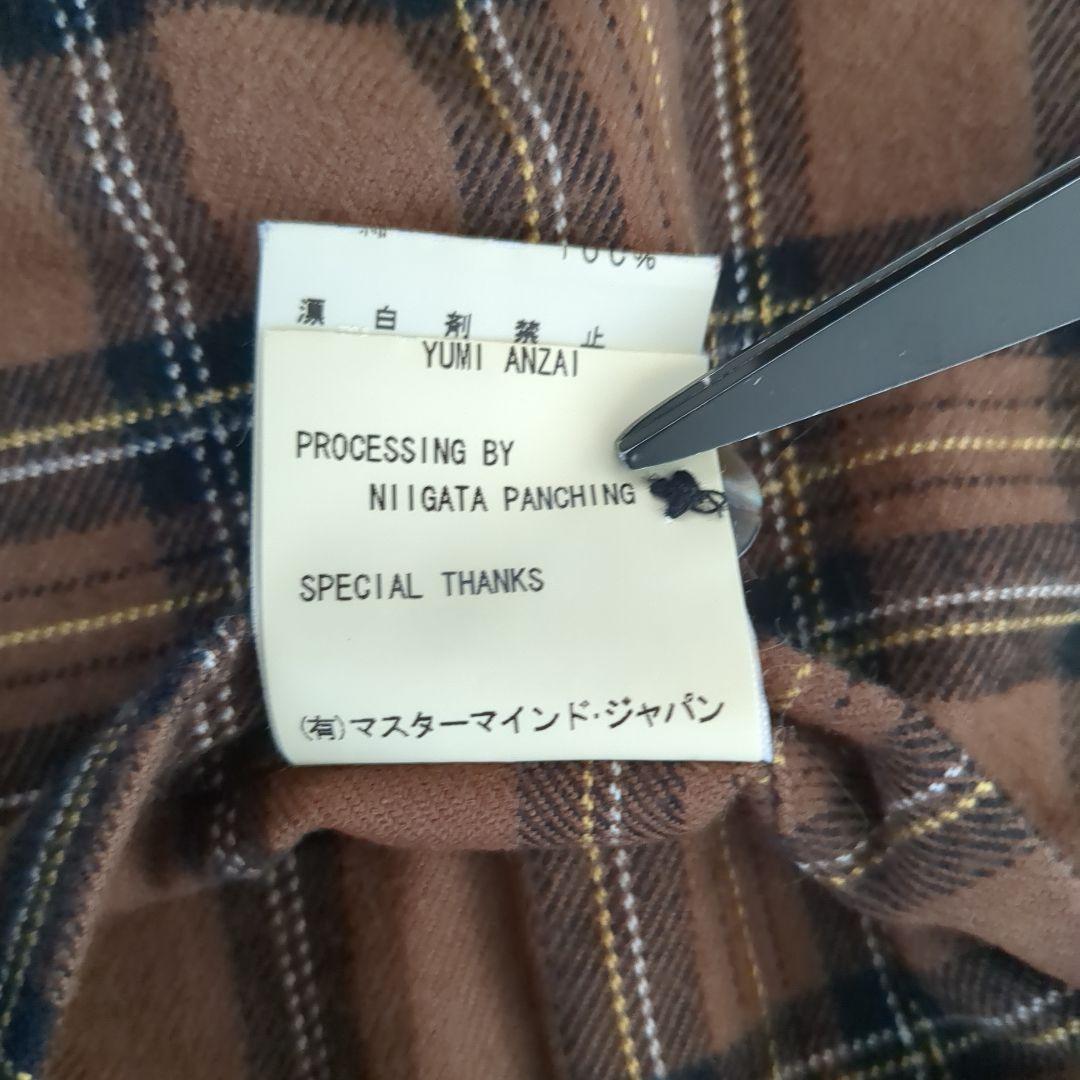 100%
漂白剤禁止
YUMI ANZAI
PROCESSING BY
NIIGATA PANCHING
SPECIAL THANKS
(有)マスターマインド·ジャパン